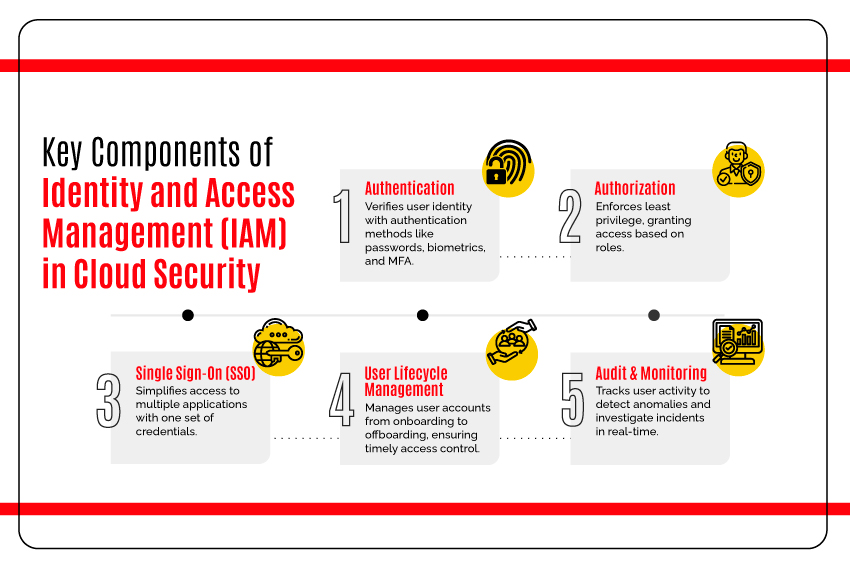 Key Components of
Identity and Access
Management (IAM)
in Cloud Security
1
Authentication
Verifies user identity
with authentication
methods like
passwords, biometrics,
and MFA.
2
Authorization
Enforces least
privilege, granting
access based on
roles.
3
Single Sign-On (SSO)
Simplifies access to
multiple applications
with one set of
credentials.
4
User Lifecycle
Management
Manages user accounts
from onboarding to
offboarding, ensuring
timely access control.
5
Audit & Monitoring
Tracks user activity to
detect anomalies and
investigate incidents
in real-time.